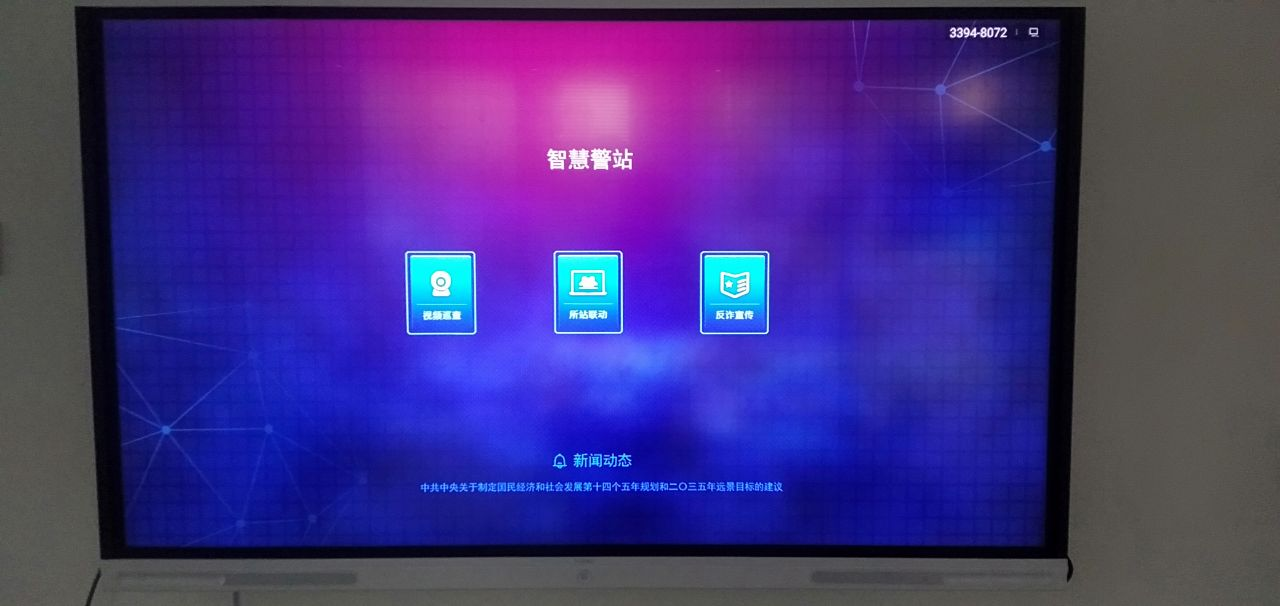 3394-8072
智慧警站
视频巡查
所站联动
反诈宣传
新闻动态
中共中央关于制定国民经济和社会发展第十四个五年规划和二〇三五年远景目标的建议